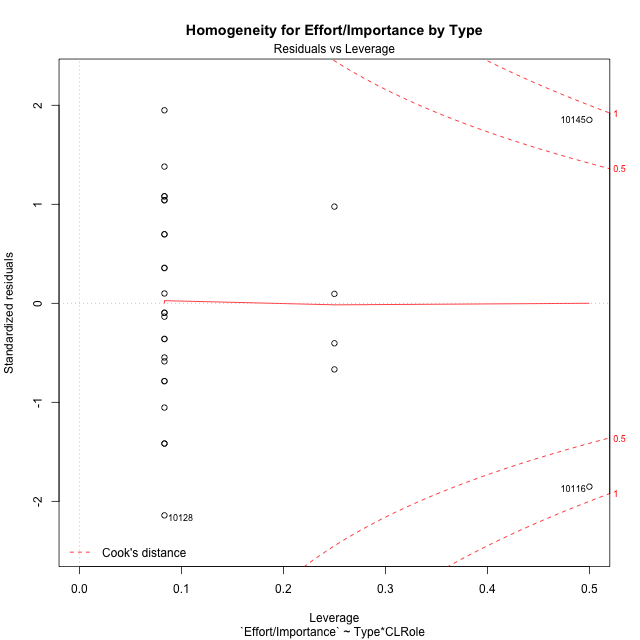 Homogeneity for Effort/Importance by Type
Residuals vs Leverage
Standardized residuals
2
1
0
-1
-2
10145
1
0.5
0.5
10116
1
10128
Cook's distance
0.0 0.1 0.2 0.3 0.4 0.5
Leverage
`Effort/Importance` ~ Type*CLRole